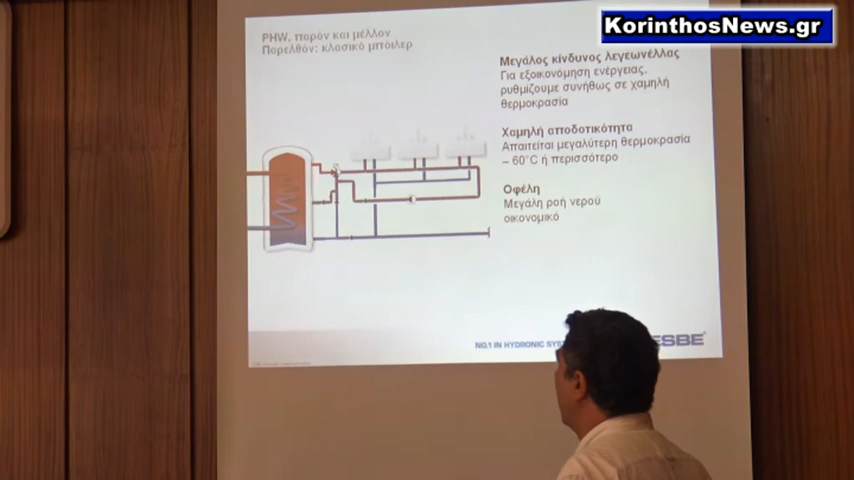 KorinthosNews.gr
PHW, παρόν και μέλλον
Παρελθόν: κλασικό μπόιλερ
Μεγάλος κίνδυνος λεγεωνέλλας
Για εξοικονόμηση ενέργειας,
ρυθμίζουμε συνήθως σε χαμηλή
θερμοκρασία
Χαμηλή αποδοτικότητα
Απαιτείται μεγαλύτερη θερμοκρασία
– 60°C ή περισσότερο
Οφέλη
Μεγάλη ροή νερού
οικονομικό
NO.1 IN HYDRONIC
ESBE